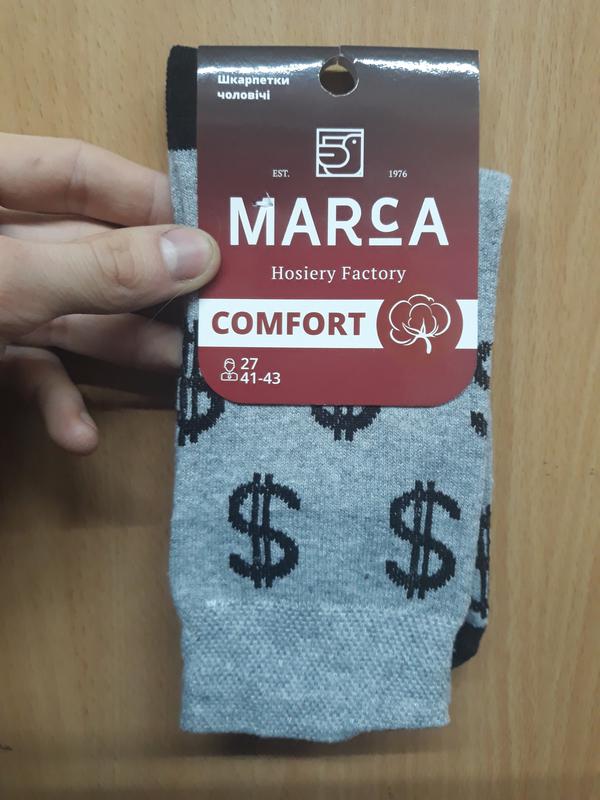 Шкарпетки
чоловічі
EST. 1976
MARCA
Hosiery Factory
COMFORT
27
41-43
$ $
$ $